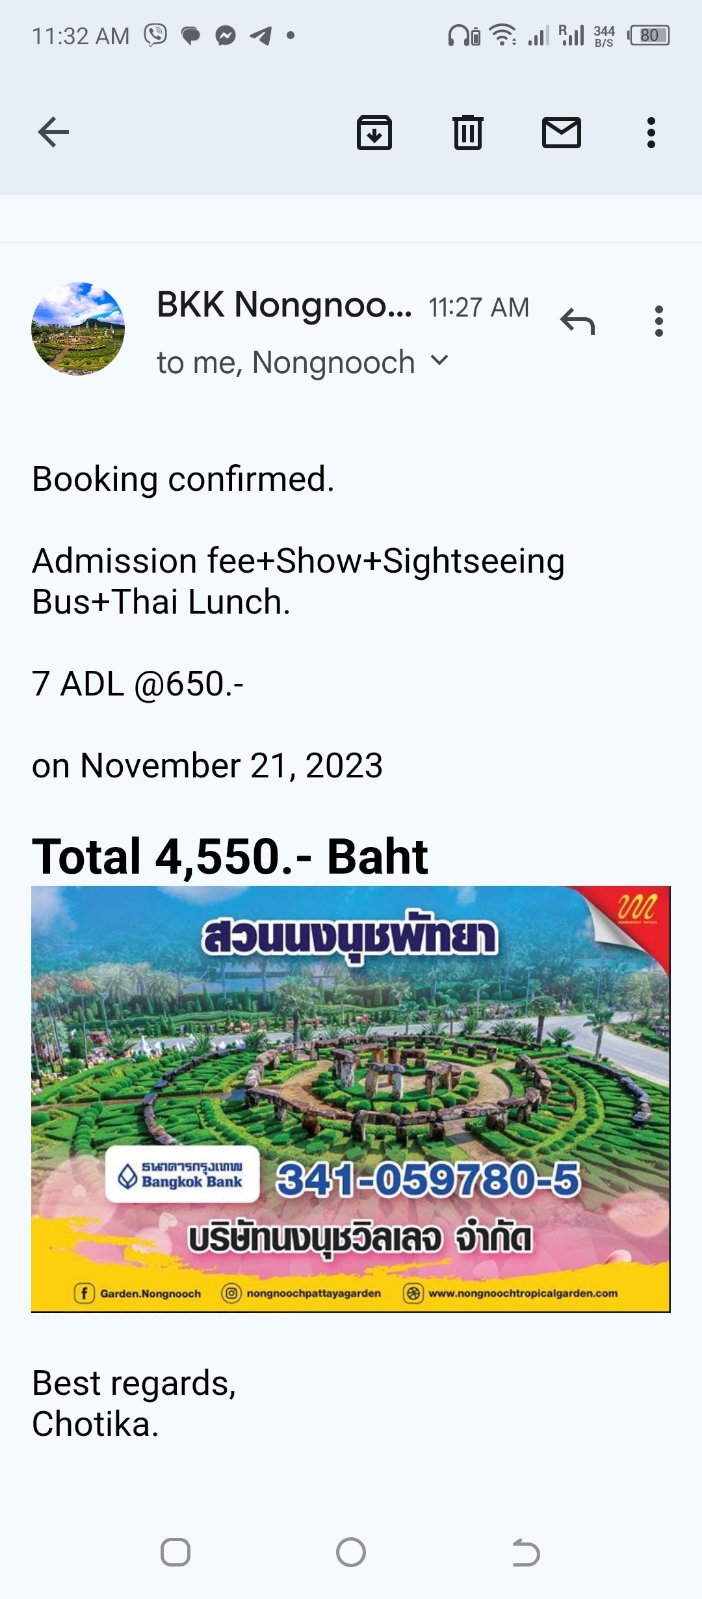 11:32 AM
R
344
B/S
80
BKK Nongnoo... 11:27 AM
to me, Nongnooch
Booking confirmed.
Admission fee+Show+Sightseeing
Bus+Thai Lunch.
7 ADL @650.-
on November 21, 2023
Total 4,550.- Baht
สวนนงนุชพัทยา
ธนาคารกรุงเทพ
Bangkok Bank
341-059780-5
บริษัทนงนุชวิลเลจ จำกัด
Garden.Nongnooch nongnoochpattayagarden www.nongnoochtropicalgarden.com
Best regards,
Chotika.